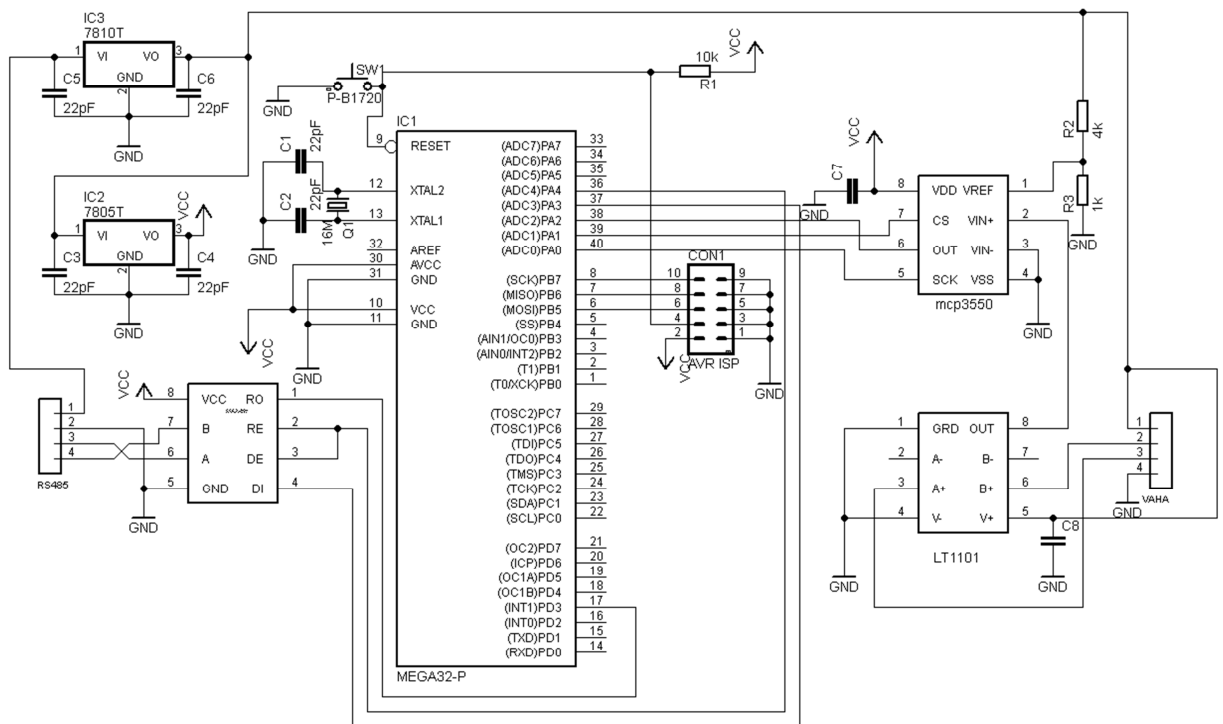 IC3
7810T
1 VI VO 3
GND
2
C5
22pF
C6
22pF
GND
IC2
7805T
1 VI VO 3
GND
2
VCC
C3
22pF
C4
22pF
GND
SW1
P-B1720
GND
10k
R1
VCC
C1
22pF
C2
22pF
16M
Q1
GND
IC1
9 RESET
12 XTAL2
13 XTAL1
32 AREF
30 AVCC
31 GND
10 VCC
11 GND
VCC
GND
(ADC7)PA7 33
(ADC6)PA6 34
(ADC5)PA5 35
(ADC4)PA4 36
(ADC3)PA3 37
(ADC2)PA2 38
(ADC1)PA1 39
(ADC0)PA0 40
(SCK)PB7 8
(MISO)PB6 7
(MOSI)PB5 6
(SS)PB4 5
(AIN1/OC0)PB3 4
(AIN0/INT2)PB2 3
(T1)PB1 2
(T0/XCK)PB0 1
(TOSC2)PC7 29
(TOSC1)PC6 28
(TDI)PC5 27
(TDO)PC4 26
(TMS)PC3 25
(TCK)PC2 24
(SDA)PC1 23
(SCL)PC0 22
(OC2)PD7 21
(ICP)PD6 20
(OC1A)PD5 19
(OC1B)PD4 18
(INT1)PD3 17
(INT0)PD2 16
(TXD)PD1 15
(RXD)PD0 14
MEGA32-P
CON1
10 9
8 7
6 5
4 3
2 1
AVR ISP
VCC
GND
VCC
C7
GND
8 VDD VREF 1
7 CS VIN+ 2
6 OUT VIN- 3
5 SCK VSS 4
mcp3550
GND
R2
4k
R3
1k
GND
1
2
3
4
RS485
VCC
8 VCC RO 1
7 B RE 2
6 A DE 3
5 GND DI 4
GND
1 GRD OUT 8
2 A- B- 7
3 A+ B+ 6
4 V- V+ 5
LT1101
GND
C8
GND
1
2
3
4
VAHA
GND